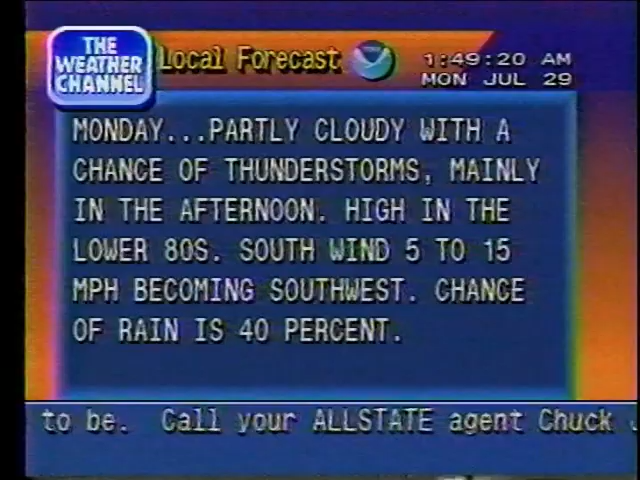 THE
WEATHER
CHANNEL
Local Forecast
1:49:20 AM
MON JUL 29
MONDAY...PARTLY CLOUDY WITH A
CHANCE OF THUNDERSTORMS, MAINLY
IN THE AFTERNOON. HIGH IN THE
LOWER 80S. SOUTH WIND 5 TO 15
MPH BECOMING SOUTHWEST. CHANCE
OF RAIN IS 40 PERCENT.
to be. Call your ALLSTATE agent Chuck